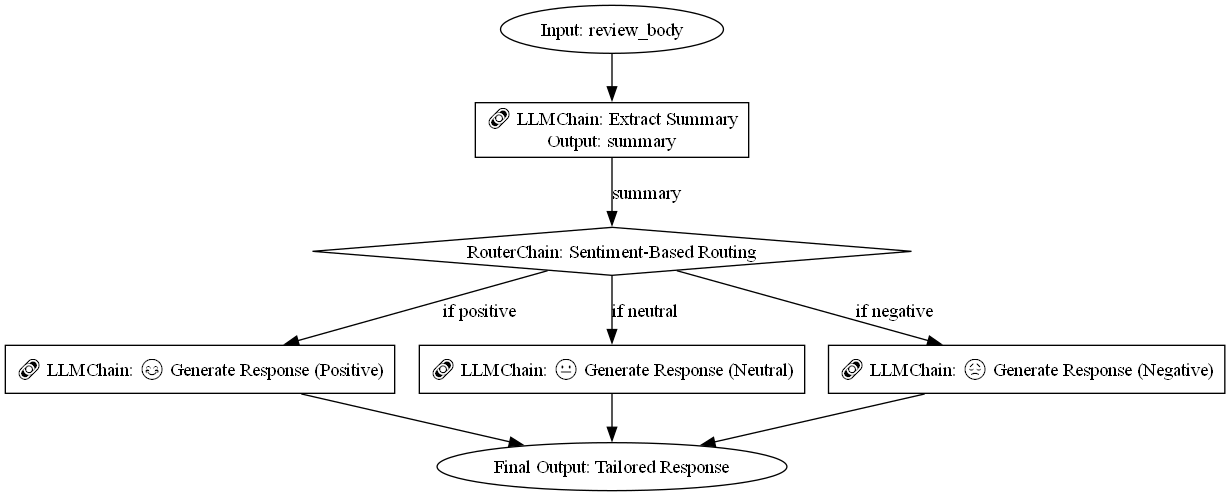 Input: review_body
🔗 LLMChain: Extract Summary
Output: summary
summary
RouterChain: Sentiment-Based Routing
if positive
if neutral
if negative
🔗 LLMChain: 😊 Generate Response (Positive)
🔗 LLMChain: 😐 Generate Response (Neutral)
🔗 LLMChain: 😞 Generate Response (Negative)
Final Output: Tailored Response